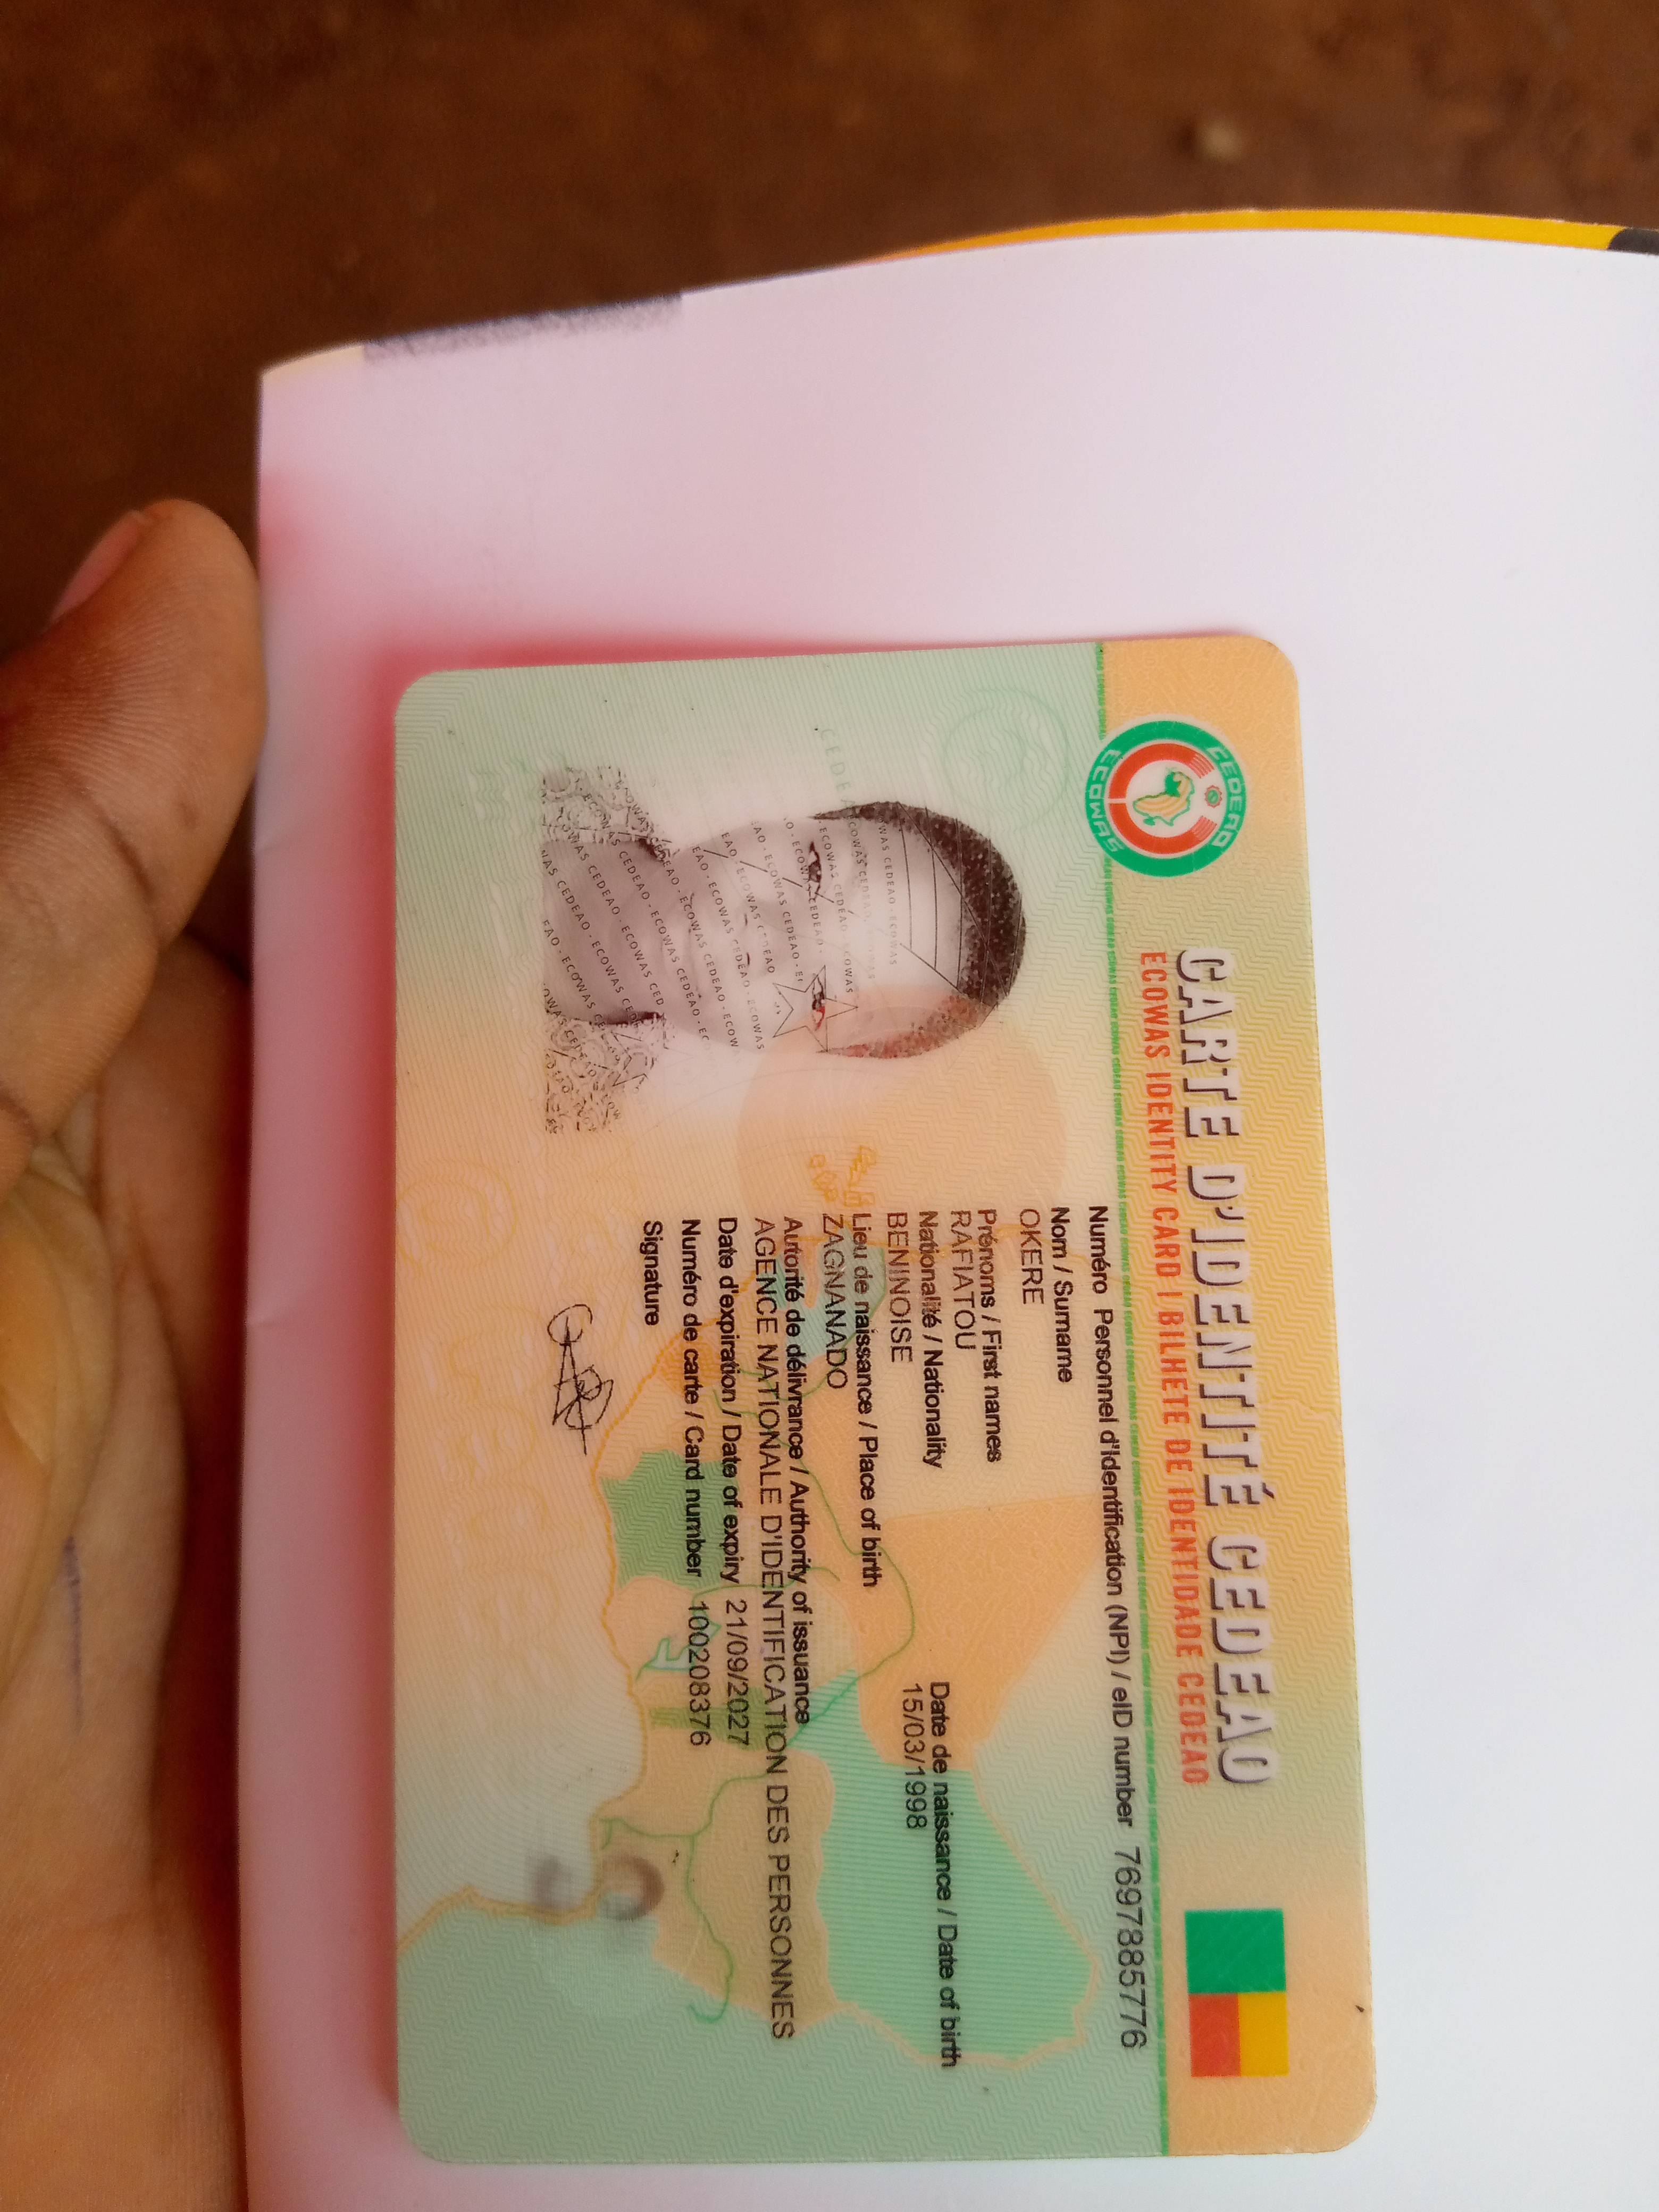 CEDEAO
ECOWAS
CARTE D'IDENTITÉ CEDEAO
ECOWAS IDENTITY CARD | BILHETE DE IDENTIDADE CEDEAO
Numéro Personnel d'Identification (NPI) / eID number 7697885776
Nom / Surname
OKERE
Prénoms / First names
RAFIATOU
Nationalité / Nationality Date de naissance / Date of birth
BENINOISE 15/03/1998
Lieu de naissance / Place of birth
ZAGNANADO
Autorité de délivrance / Authority of issuance
AGENCE NATIONALE D'IDENTIFICATION DES PERSONNES
Date d'expiration / Date of expiry 21/09/2027
Numéro de carte / Card number 100208376
Signature